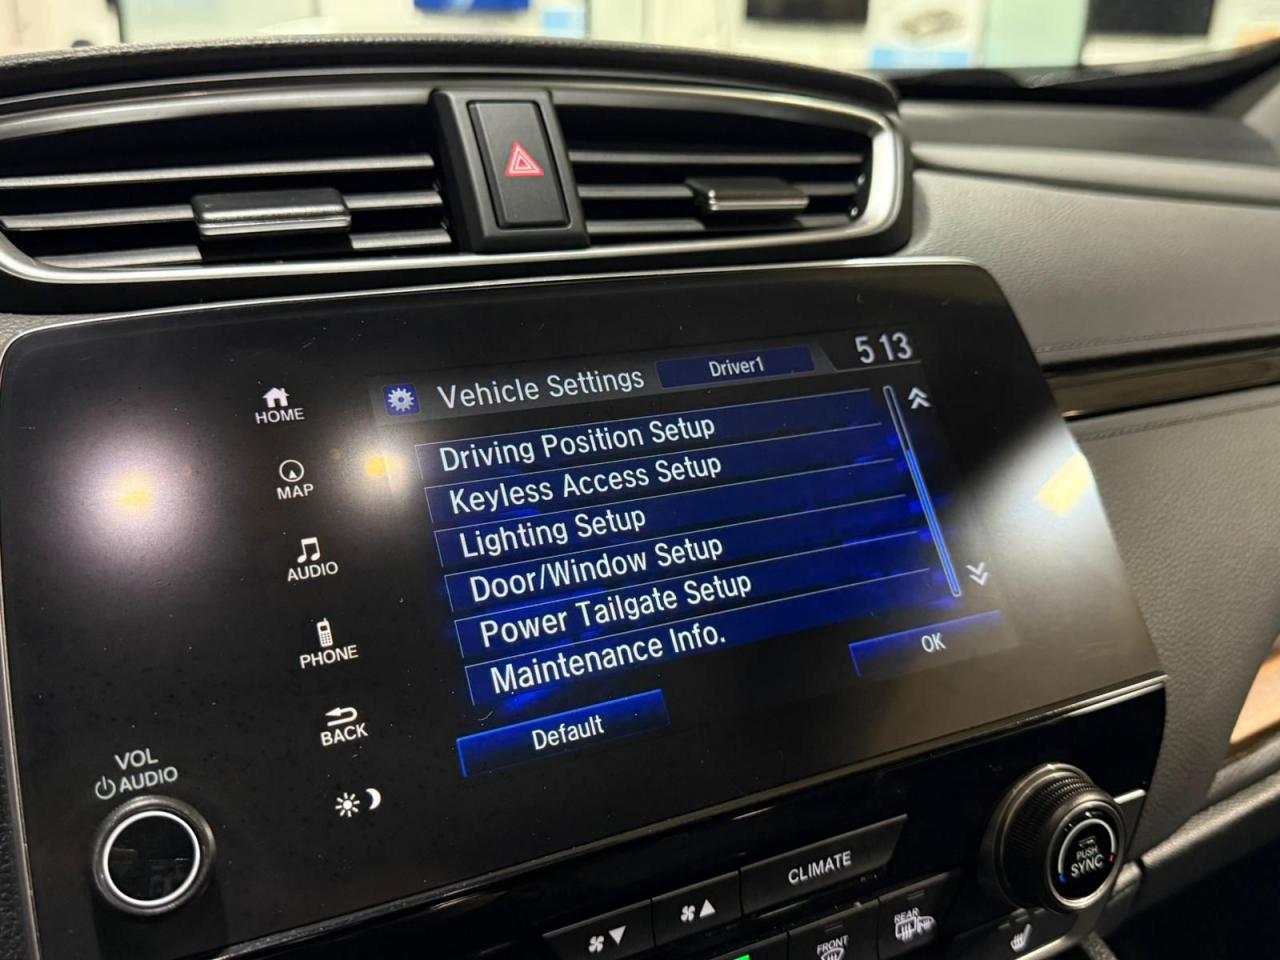 Vehicle Settings
Driver1
5 13
HOME
MAP
AUDIO
PHONE
BACK
Driving Position Setup
Keyless Access Setup
Lighting Setup
Door/Window Setup
Power Tailgate Setup
Maintenance Info.
Default
OK
VOL
AUDIO
CLIMATE
PUSH
SYNC
FRONT
REAR